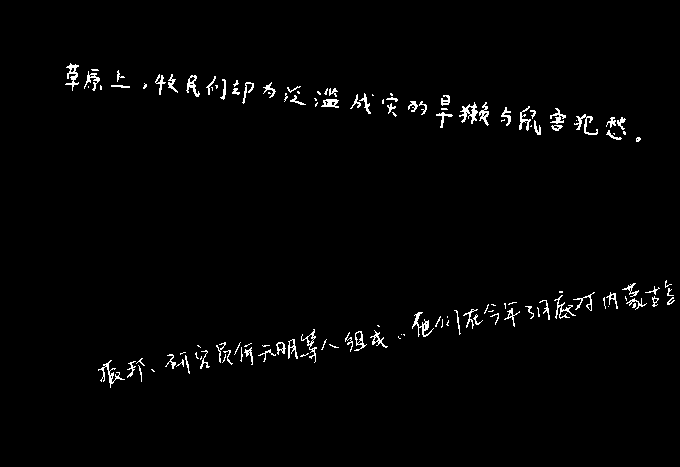 草原上，牧民们却为泛滥成灾的旱獭与鼠害犯愁。
振邦、研究员何天明等人组成。他们在今年3月底对内蒙古